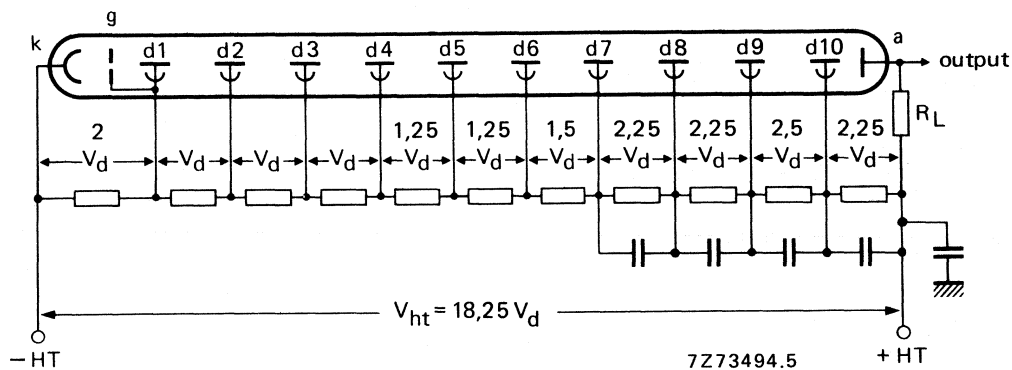 g
k
d1 d2 d3 d4 d5 d6 d7 d8 d9 d10
a
output
R_L
2 1,25 1,25 1,5 2,25 2,25 2,5 2,25
V_d V_d V_d V_d V_d V_d V_d V_d V_d V_d V_d
V_ht = 18,25 V_d
– HT
+ HT
7Z73494.5